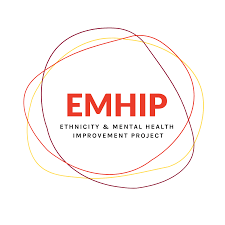 EMHIP
ETHNICITY & MENTAL HEALTH
IMPROVEMENT PROJECT